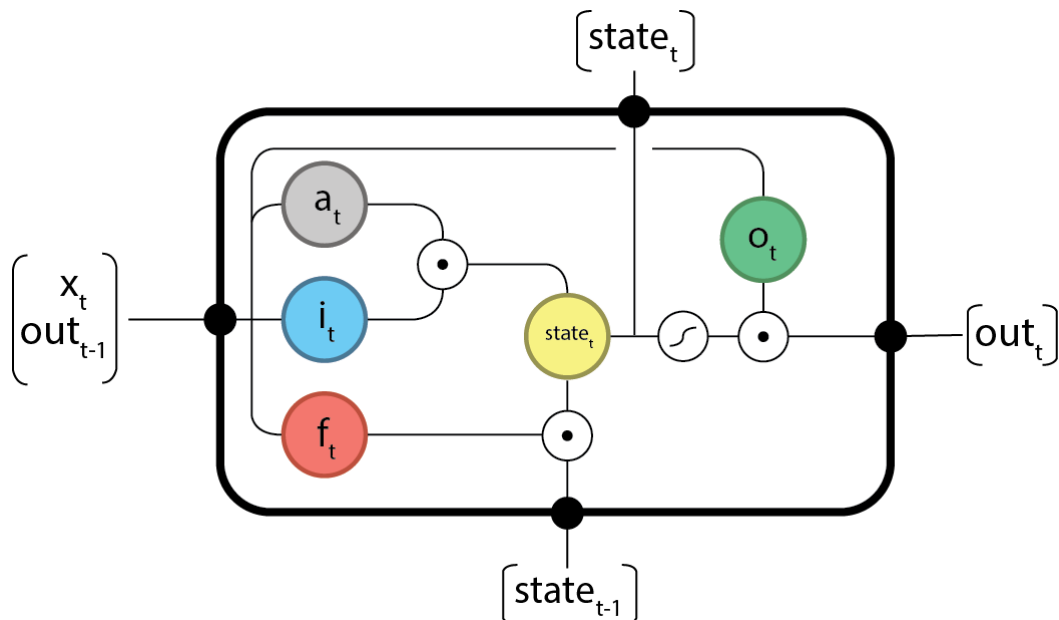 [state_t]
a_t
o_t
[x_t
out_t-1]
i_t
state_t
[out_t]
f_t
[state_t-1]